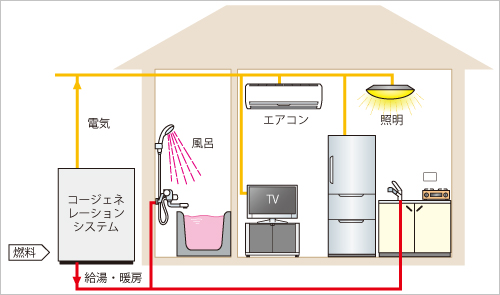 電気
風呂
エアコン
照明
コージェネ
レーション
システム
TV
燃料
給湯・暖房